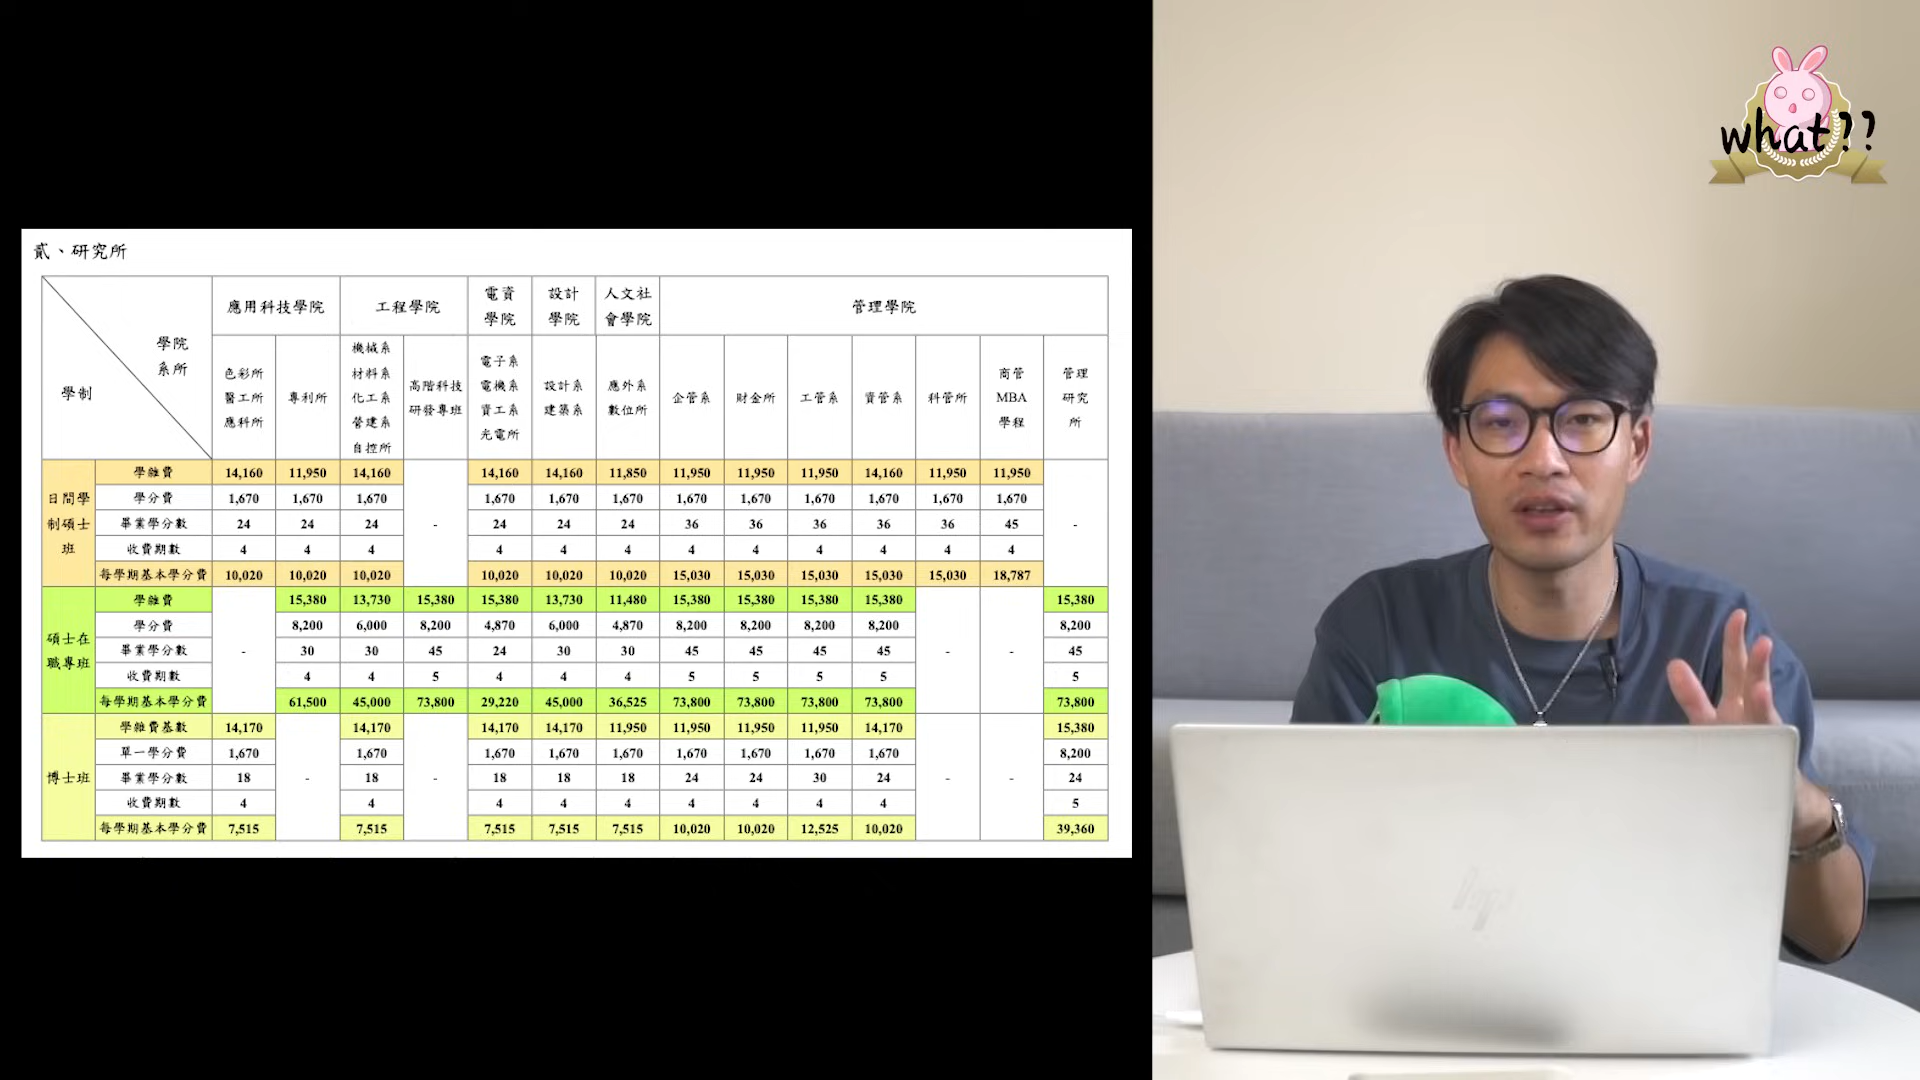 貳、研究所
學院
系所
學制
應用科技學院 工程學院 電資學院 設計學院 人文社會學院 管理學院
色彩所 醫工所 應科所 專利所 機械系 材料系 化工系 營建系 自控所 高階科技研發專班 電子系 電機系 資工系 光電所 設計系 建築系 應外系 數位所 企管系 財金所 工管系 資管系 科管所 商管MBA學程 管理研究所
日間學制碩士班
學雜費 14,160 11,950 14,160 - 14,160 14,160 11,850 11,950 11,950 11,950 14,160 11,950 11,950 -
學分費 1,670 1,670 1,670 1,670 1,670 1,670 1,670 1,670 1,670 1,670 1,670 1,670
畢業學分數 24 24 24 24 24 24 36 36 36 36 36 45
收費期數 4 4 4 4 4 4 4 4 4 4 4 4
每學期基本學分費 10,020 10,020 10,020 10,020 10,020 10,020 15,030 15,030 15,030 15,030 15,030 18,787
碩士在職專班
學雜費 - 15,380 13,730 15,380 15,380 13,730 11,480 15,380 15,380 15,380 15,380 - - 15,380
學分費 8,200 6,000 8,200 4,870 6,000 4,870 8,200 8,200 8,200 8,200 8,200
畢業學分數 30 30 45 24 30 30 45 45 45 45 45
收費期數 4 4 5 4 4 4 5 5 5 5 5
每學期基本學分費 61,500 45,000 73,800 29,220 45,000 36,525 73,800 73,800 73,800 73,800 73,800
博士班
學雜費基數 14,170 - 14,170 - 14,170 14,170 11,950 11,950 11,950 11,950 14,170 - - 15,380
單一學分費 1,670 1,670 1,670 1,670 1,670 1,670 1,670 1,670 1,670 8,200
畢業學分數 18 18 18 18 18 24 24 30 24 24
收費期數 4 4 4 4 4 4 4 4 4 5
每學期基本學分費 7,515 7,515 7,515 7,515 7,515 10,020 10,020 12,525 10,020 39,360
what??
hp